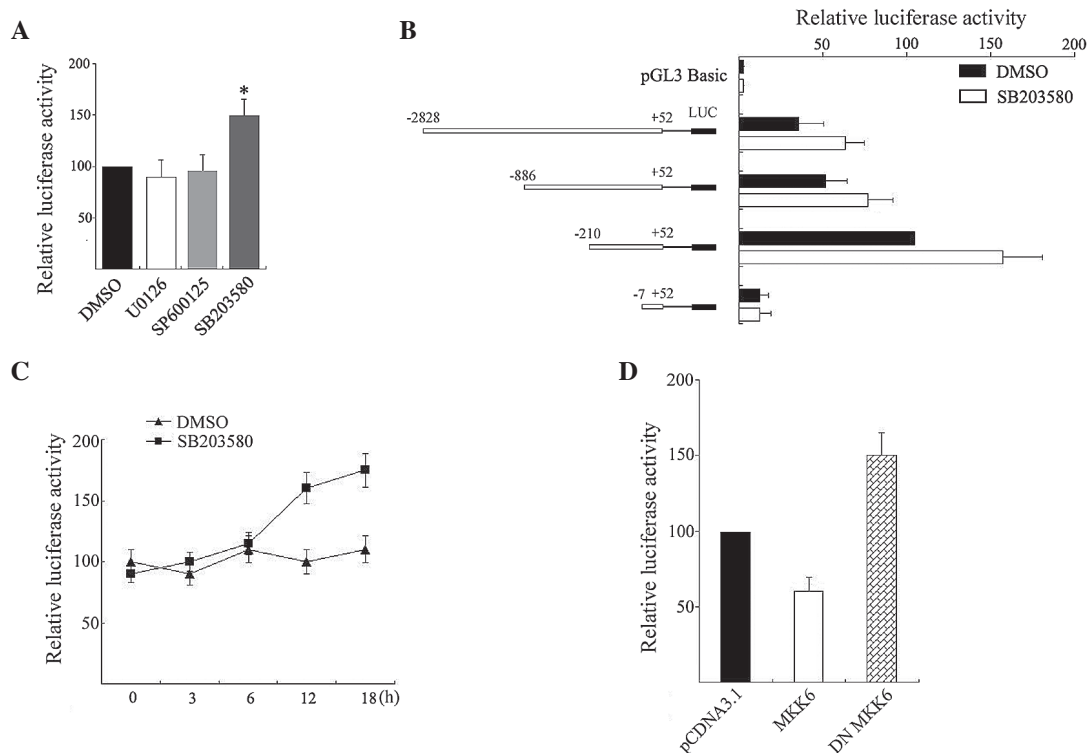 A
Relative luciferase activity
200
150
100
50
*
DMSO
U0126
SP600125
SB203580
B
Relative luciferase activity
50
100
150
200
DMSO
SB203580
pGL3 Basic
LUC
-2828
+52
-886
+52
-210
+52
-7
+52
C
DMSO
SB203580
Relative luciferase activity
200
150
100
50
0
3
6
12
18(h)
D
Relative luciferase activity
200
150
100
50
pCDNA3.1
MKK6
DN MKK6